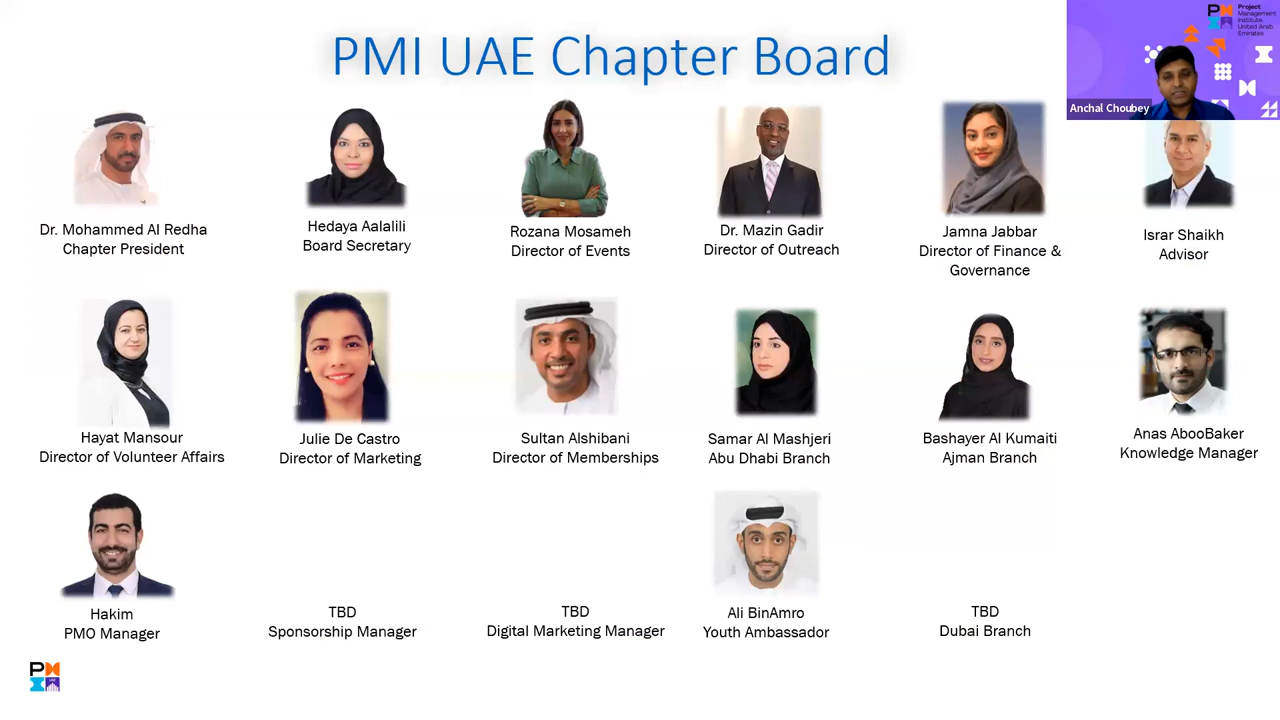 PMI UAE Chapter Board
Project
Management
Institute.
United Arab
Emirates
Anchal Choubey
Dr. Mohammed Al Redha
Chapter President
Hedaya Aalalili
Board Secretary
Rozana Mosameh
Director of Events
Dr. Mazin Gadir
Director of Outreach
Jamna Jabbar
Director of Finance &
Governance
Israr Shaikh
Advisor
Hayat Mansour
Director of Volunteer Affairs
Julie De Castro
Director of Marketing
Sultan Alshibani
Director of Memberships
Samar Al Mashjeri
Abu Dhabi Branch
Bashayer Al Kumaiti
Ajman Branch
Anas AbooBaker
Knowledge Manager
Hakim
PMO Manager
TBD
Sponsorship Manager
TBD
Digital Marketing Manager
Ali BinAmro
Youth Ambassador
TBD
Dubai Branch
UAE